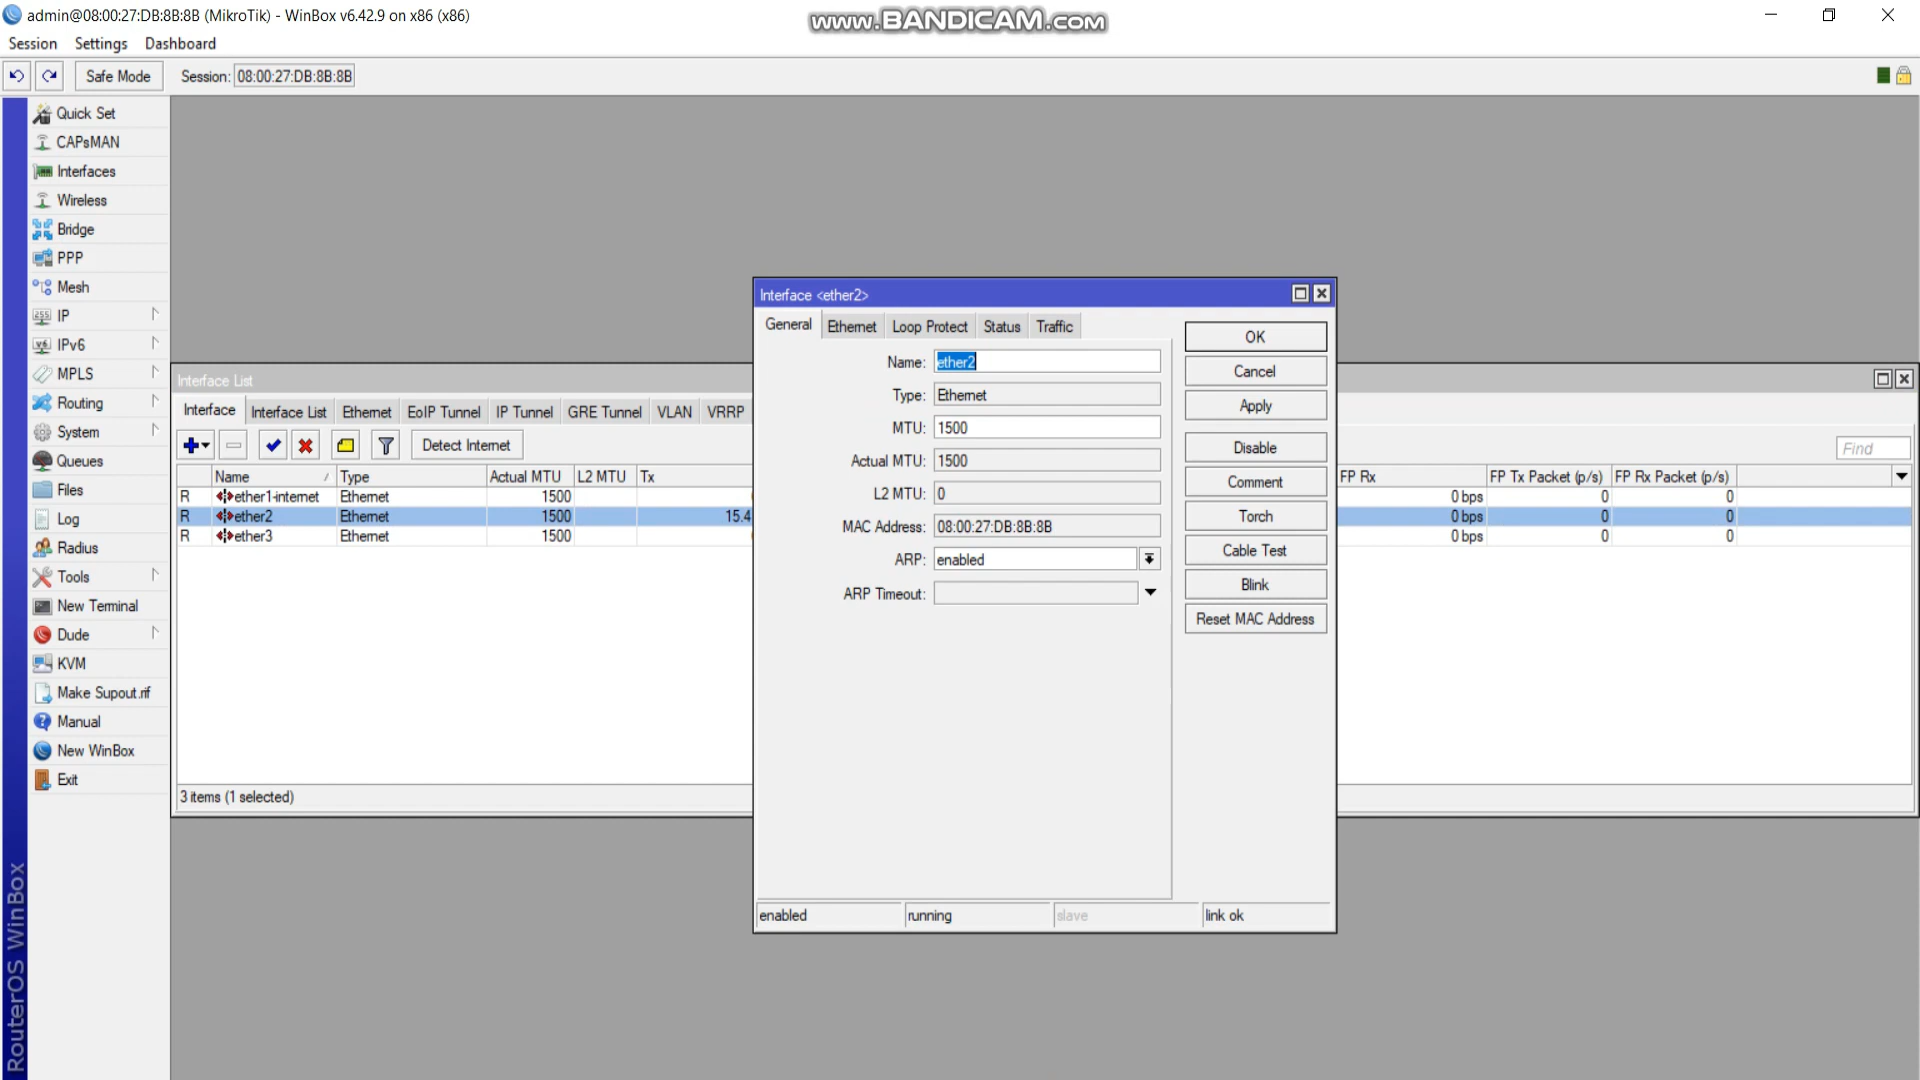 admin@08:00:27:DB:8B:8B (MikroTik) - WinBox v6.42.9 on x86 (x86)
www.BANDICAM.com
Session Settings Dashboard
Safe Mode Session: 08:00:27:DB:8B:8B
Quick Set
CAPsMAN
Interfaces
Wireless
Bridge
PPP
Mesh
IP
IPv6
MPLS
Routing
System
Queues
Files
Log
Radius
Tools
New Terminal
Dude
KVM
Make Supout.rif
Manual
New WinBox
Exit
RouterOS WinBox
Interface List
Interface Interface List Ethernet EoIP Tunnel IP Tunnel GRE Tunnel VLAN VRRP
Detect Internet
Find
Name Type Actual MTU L2 MTU Tx FP Rx FP Tx Packet (p/s) FP Rx Packet (p/s)
R ether1-internet Ethernet 1500 0 bps 0 0
R ether2 Ethernet 1500 15.4 0 bps 0 0
R ether3 Ethernet 1500 0 bps 0 0
3 items (1 selected)
Interface <ether2>
General Ethernet Loop Protect Status Traffic
Name: ether2
Type: Ethernet
MTU: 1500
Actual MTU: 1500
L2 MTU: 0
MAC Address: 08:00:27:DB:8B:8B
ARP: enabled
ARP Timeout:
OK
Cancel
Apply
Disable
Comment
Torch
Cable Test
Blink
Reset MAC Address
enabled running slave link ok